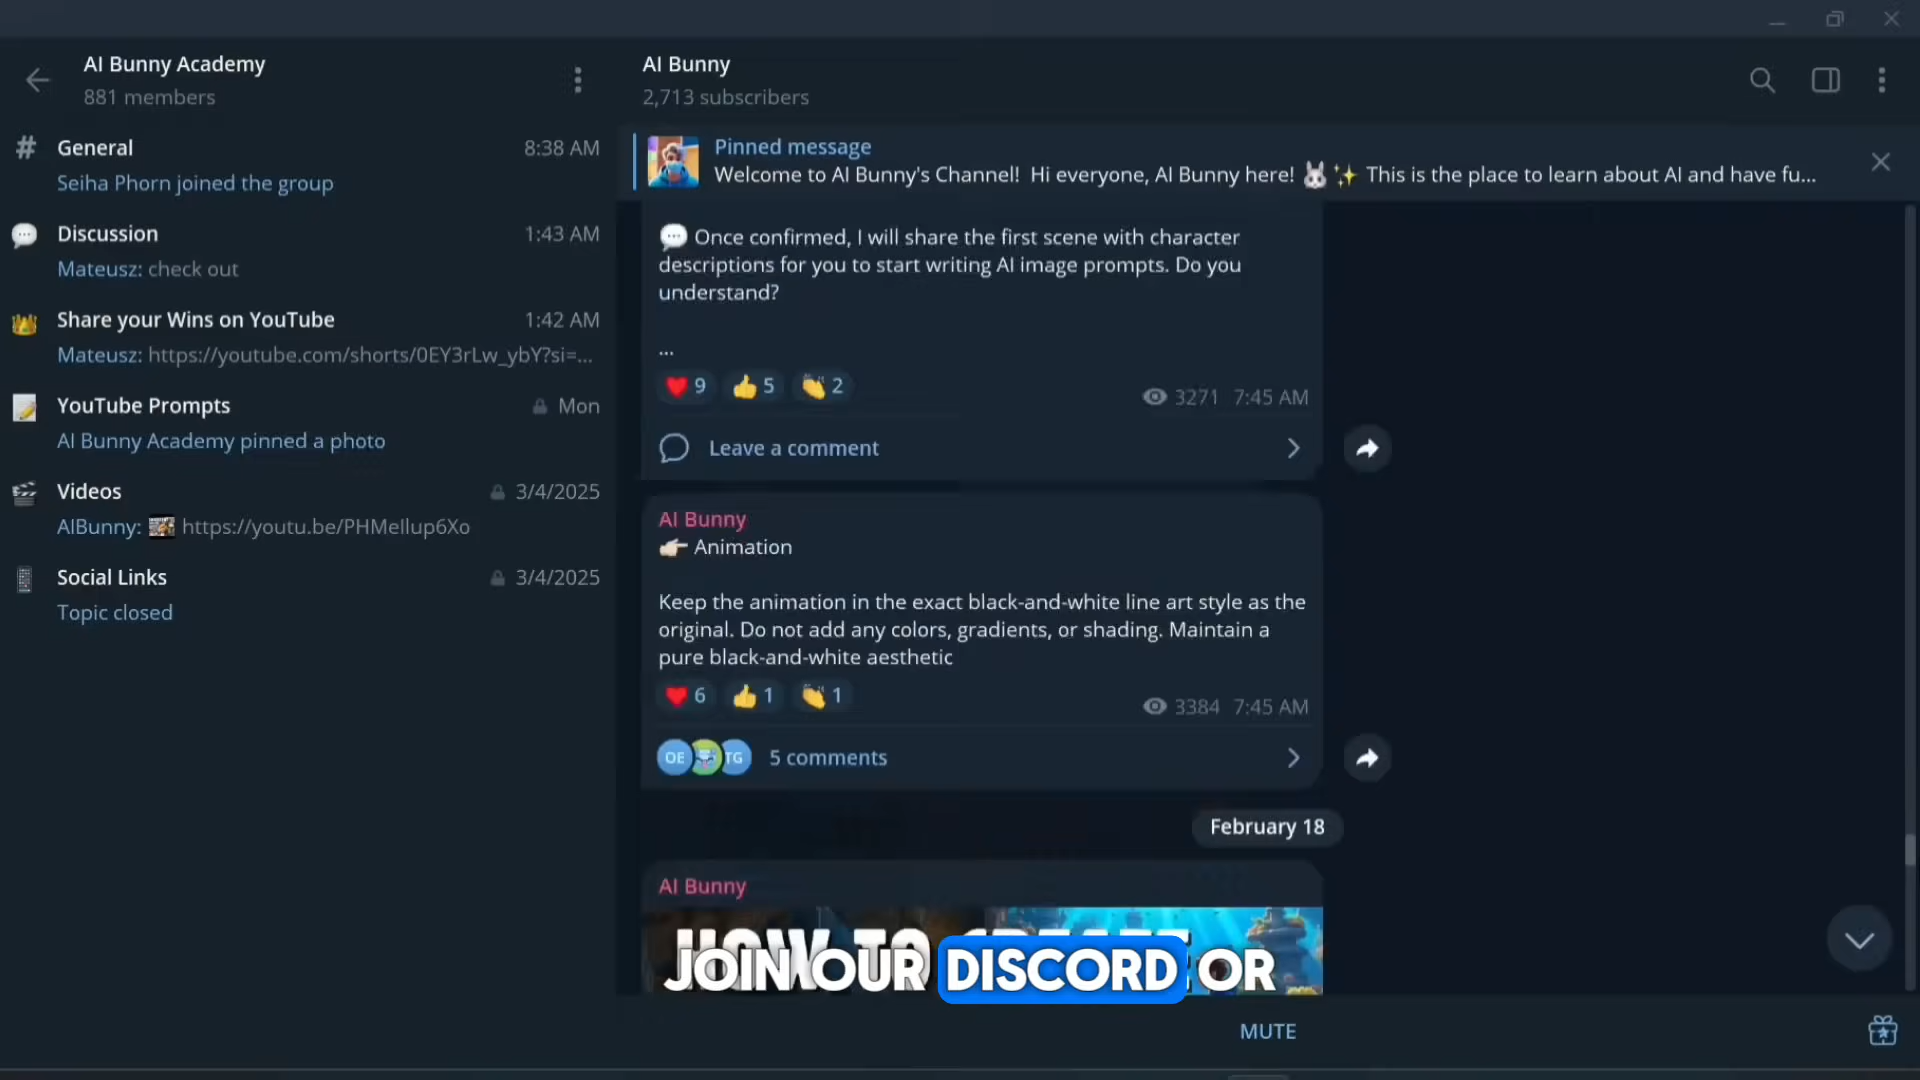 AI Bunny Academy
881 members
General
8:38 AM
Seiha Phorn joined the group
Discussion
1:43 AM
Mateusz: check out
Share your Wins on YouTube
1:42 AM
Mateusz: https://youtube.com/shorts/0EY3rLw_ybY?si=...
YouTube Prompts
Mon
AI Bunny Academy pinned a photo
Videos
3/4/2025
AIBunny: https://youtu.be/PHMeIlup6Xo
Social Links
3/4/2025
Topic closed
AI Bunny
2,713 subscribers
Pinned message
Welcome to AI Bunny's Channel! Hi everyone, AI Bunny here! 🐰✨ This is the place to learn about AI and have fu...
💬 Once confirmed, I will share the first scene with character
descriptions for you to start writing AI image prompts. Do you
understand?
...
❤️ 9 👍 5 👏 2
3271 7:45 AM
Leave a comment
AI Bunny
👉🏻 Animation
Keep the animation in the exact black-and-white line art style as the
original. Do not add any colors, gradients, or shading. Maintain a
pure black-and-white aesthetic
❤️ 6 👍 1 👏 1
3384 7:45 AM
OE TG 5 comments
February 18
AI Bunny
HOW TO CREATE
JOIN OUR DISCORD OR
MUTE